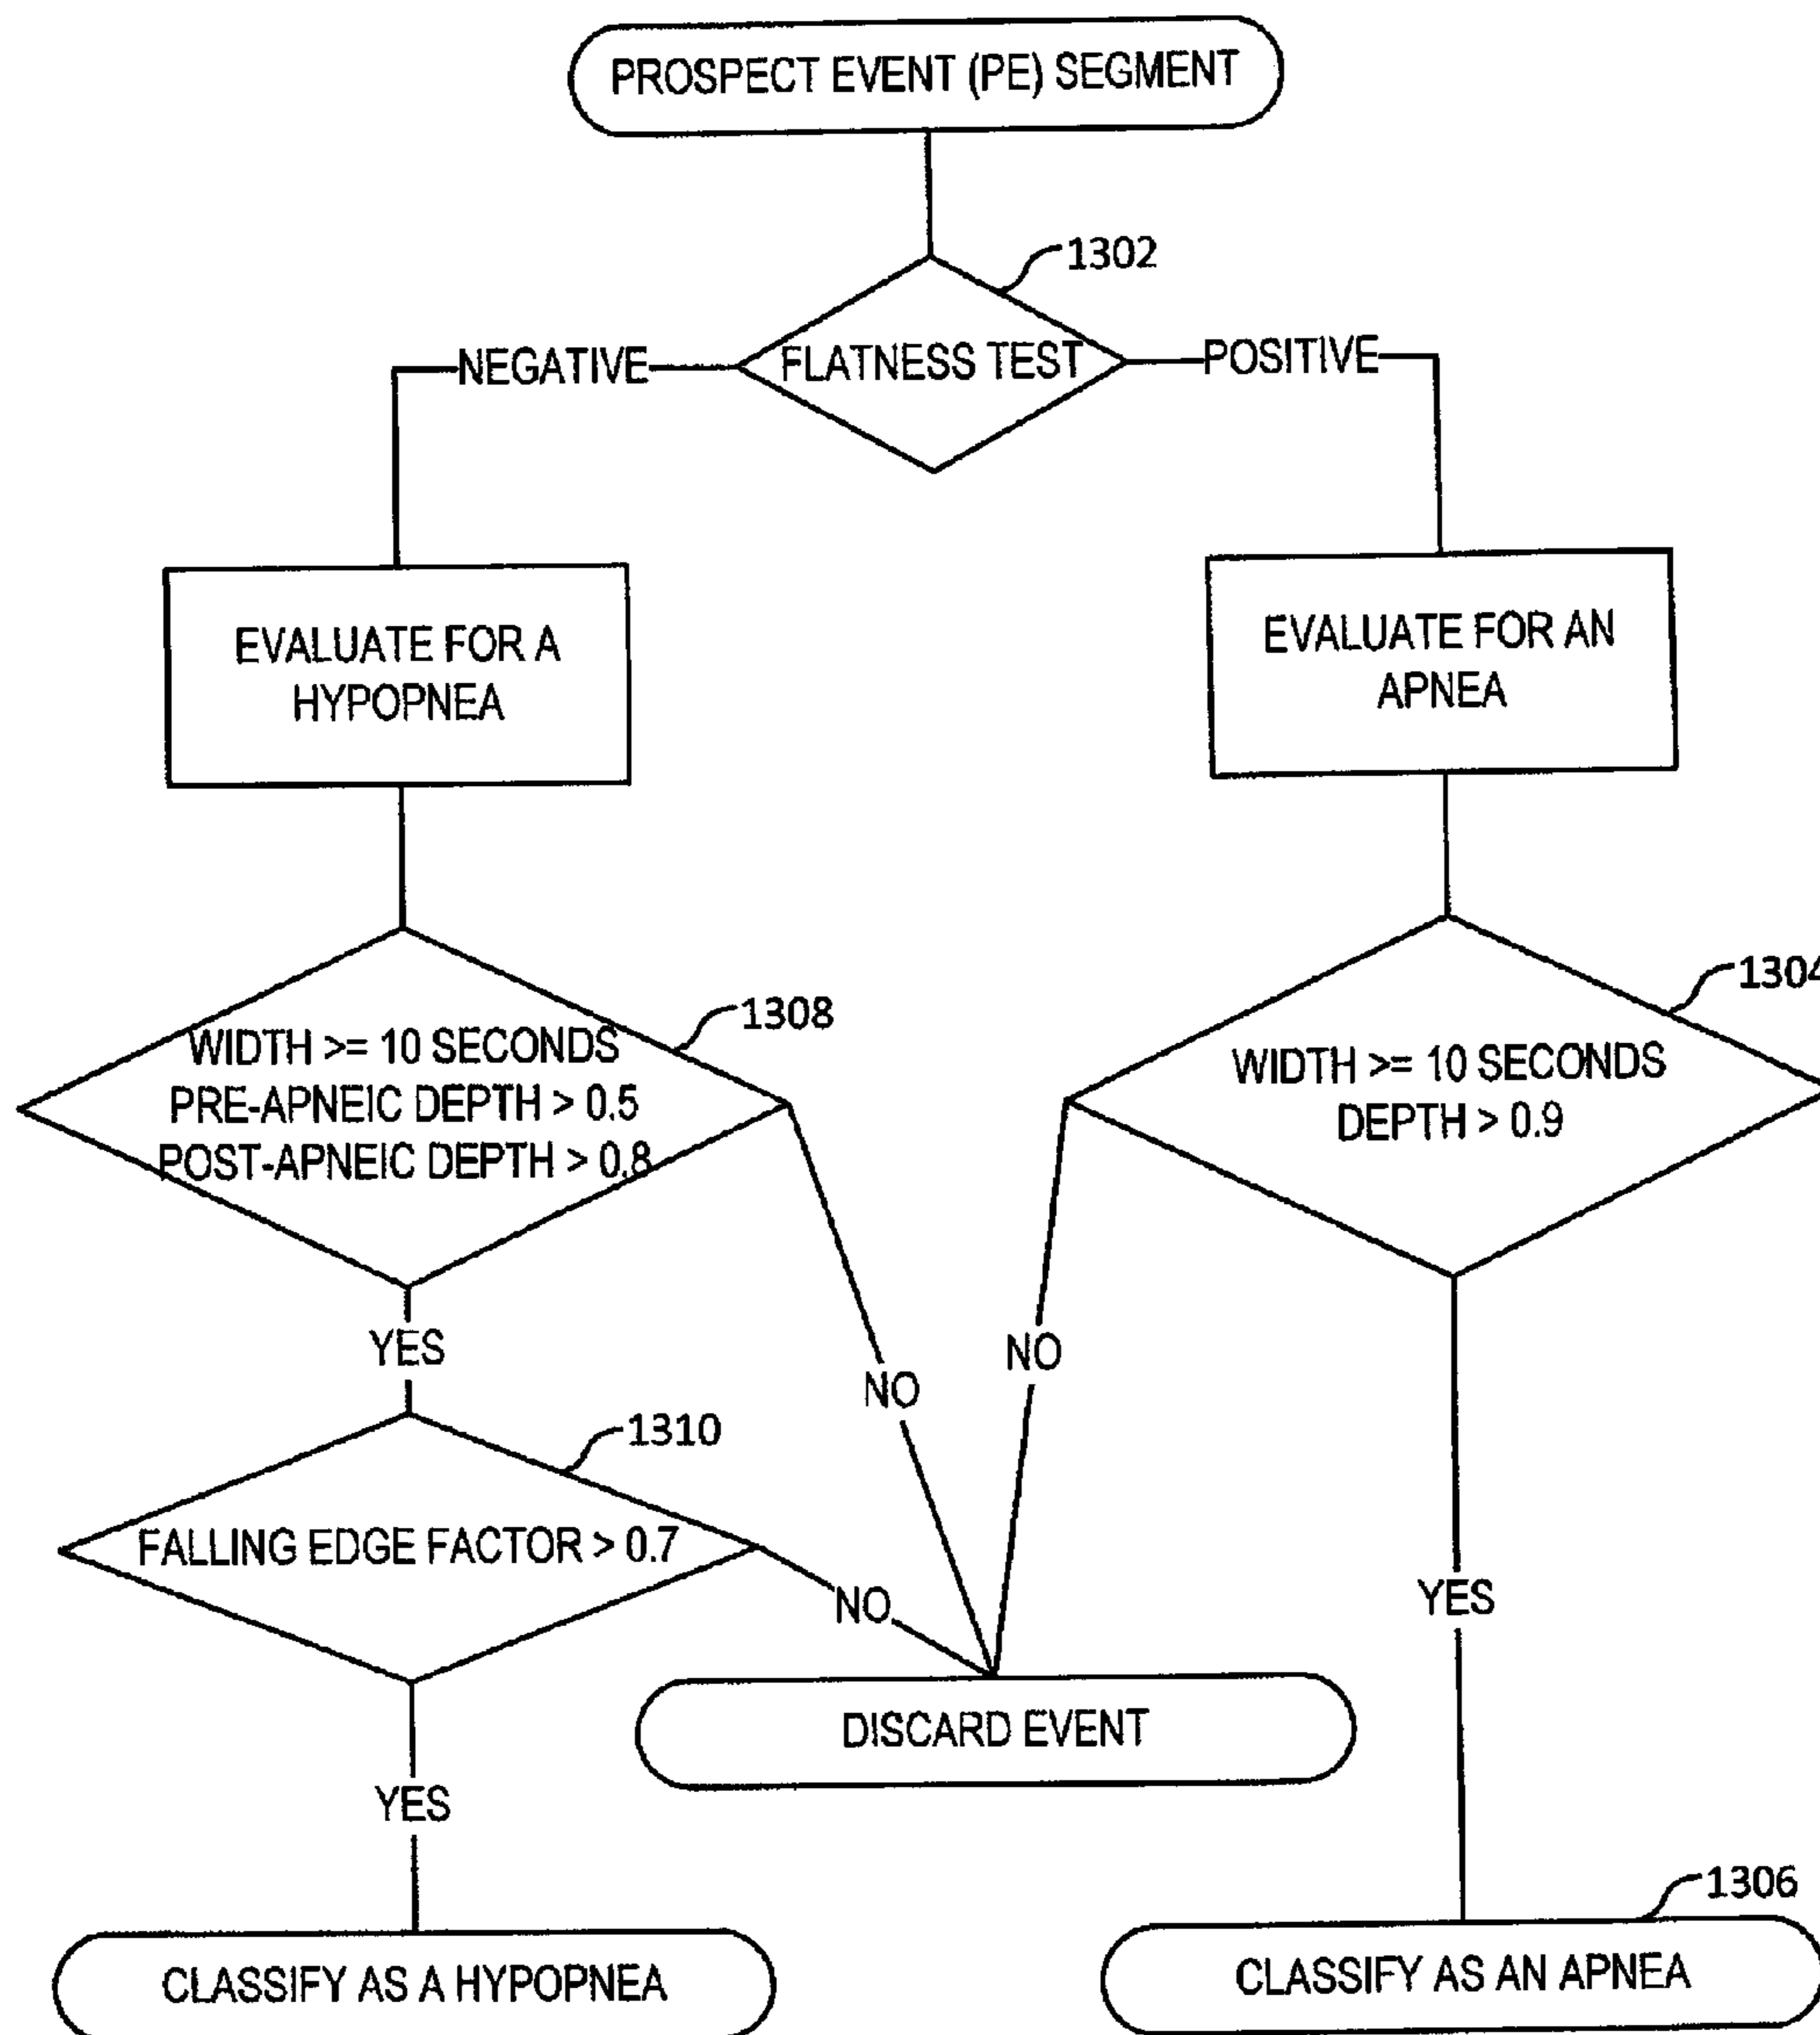 PROSPECT EVENT (PE) SEGMENT
1302
NEGATIVE
FLATNESS TEST
POSITIVE
EVALUATE FOR A
HYPOPNEA
EVALUATE FOR AN
APNEA
1308
WIDTH >= 10 SECONDS
PRE-APNEIC DEPTH > 0.5
POST-APNEIC DEPTH > 0.8
1304
WIDTH >= 10 SECONDS
DEPTH > 0.9
YES
NO
NO
1310
FALLING EDGE FACTOR > 0.7
NO
YES
DISCARD EVENT
YES
1306
CLASSIFY AS A HYPOPNEA
CLASSIFY AS AN APNEA